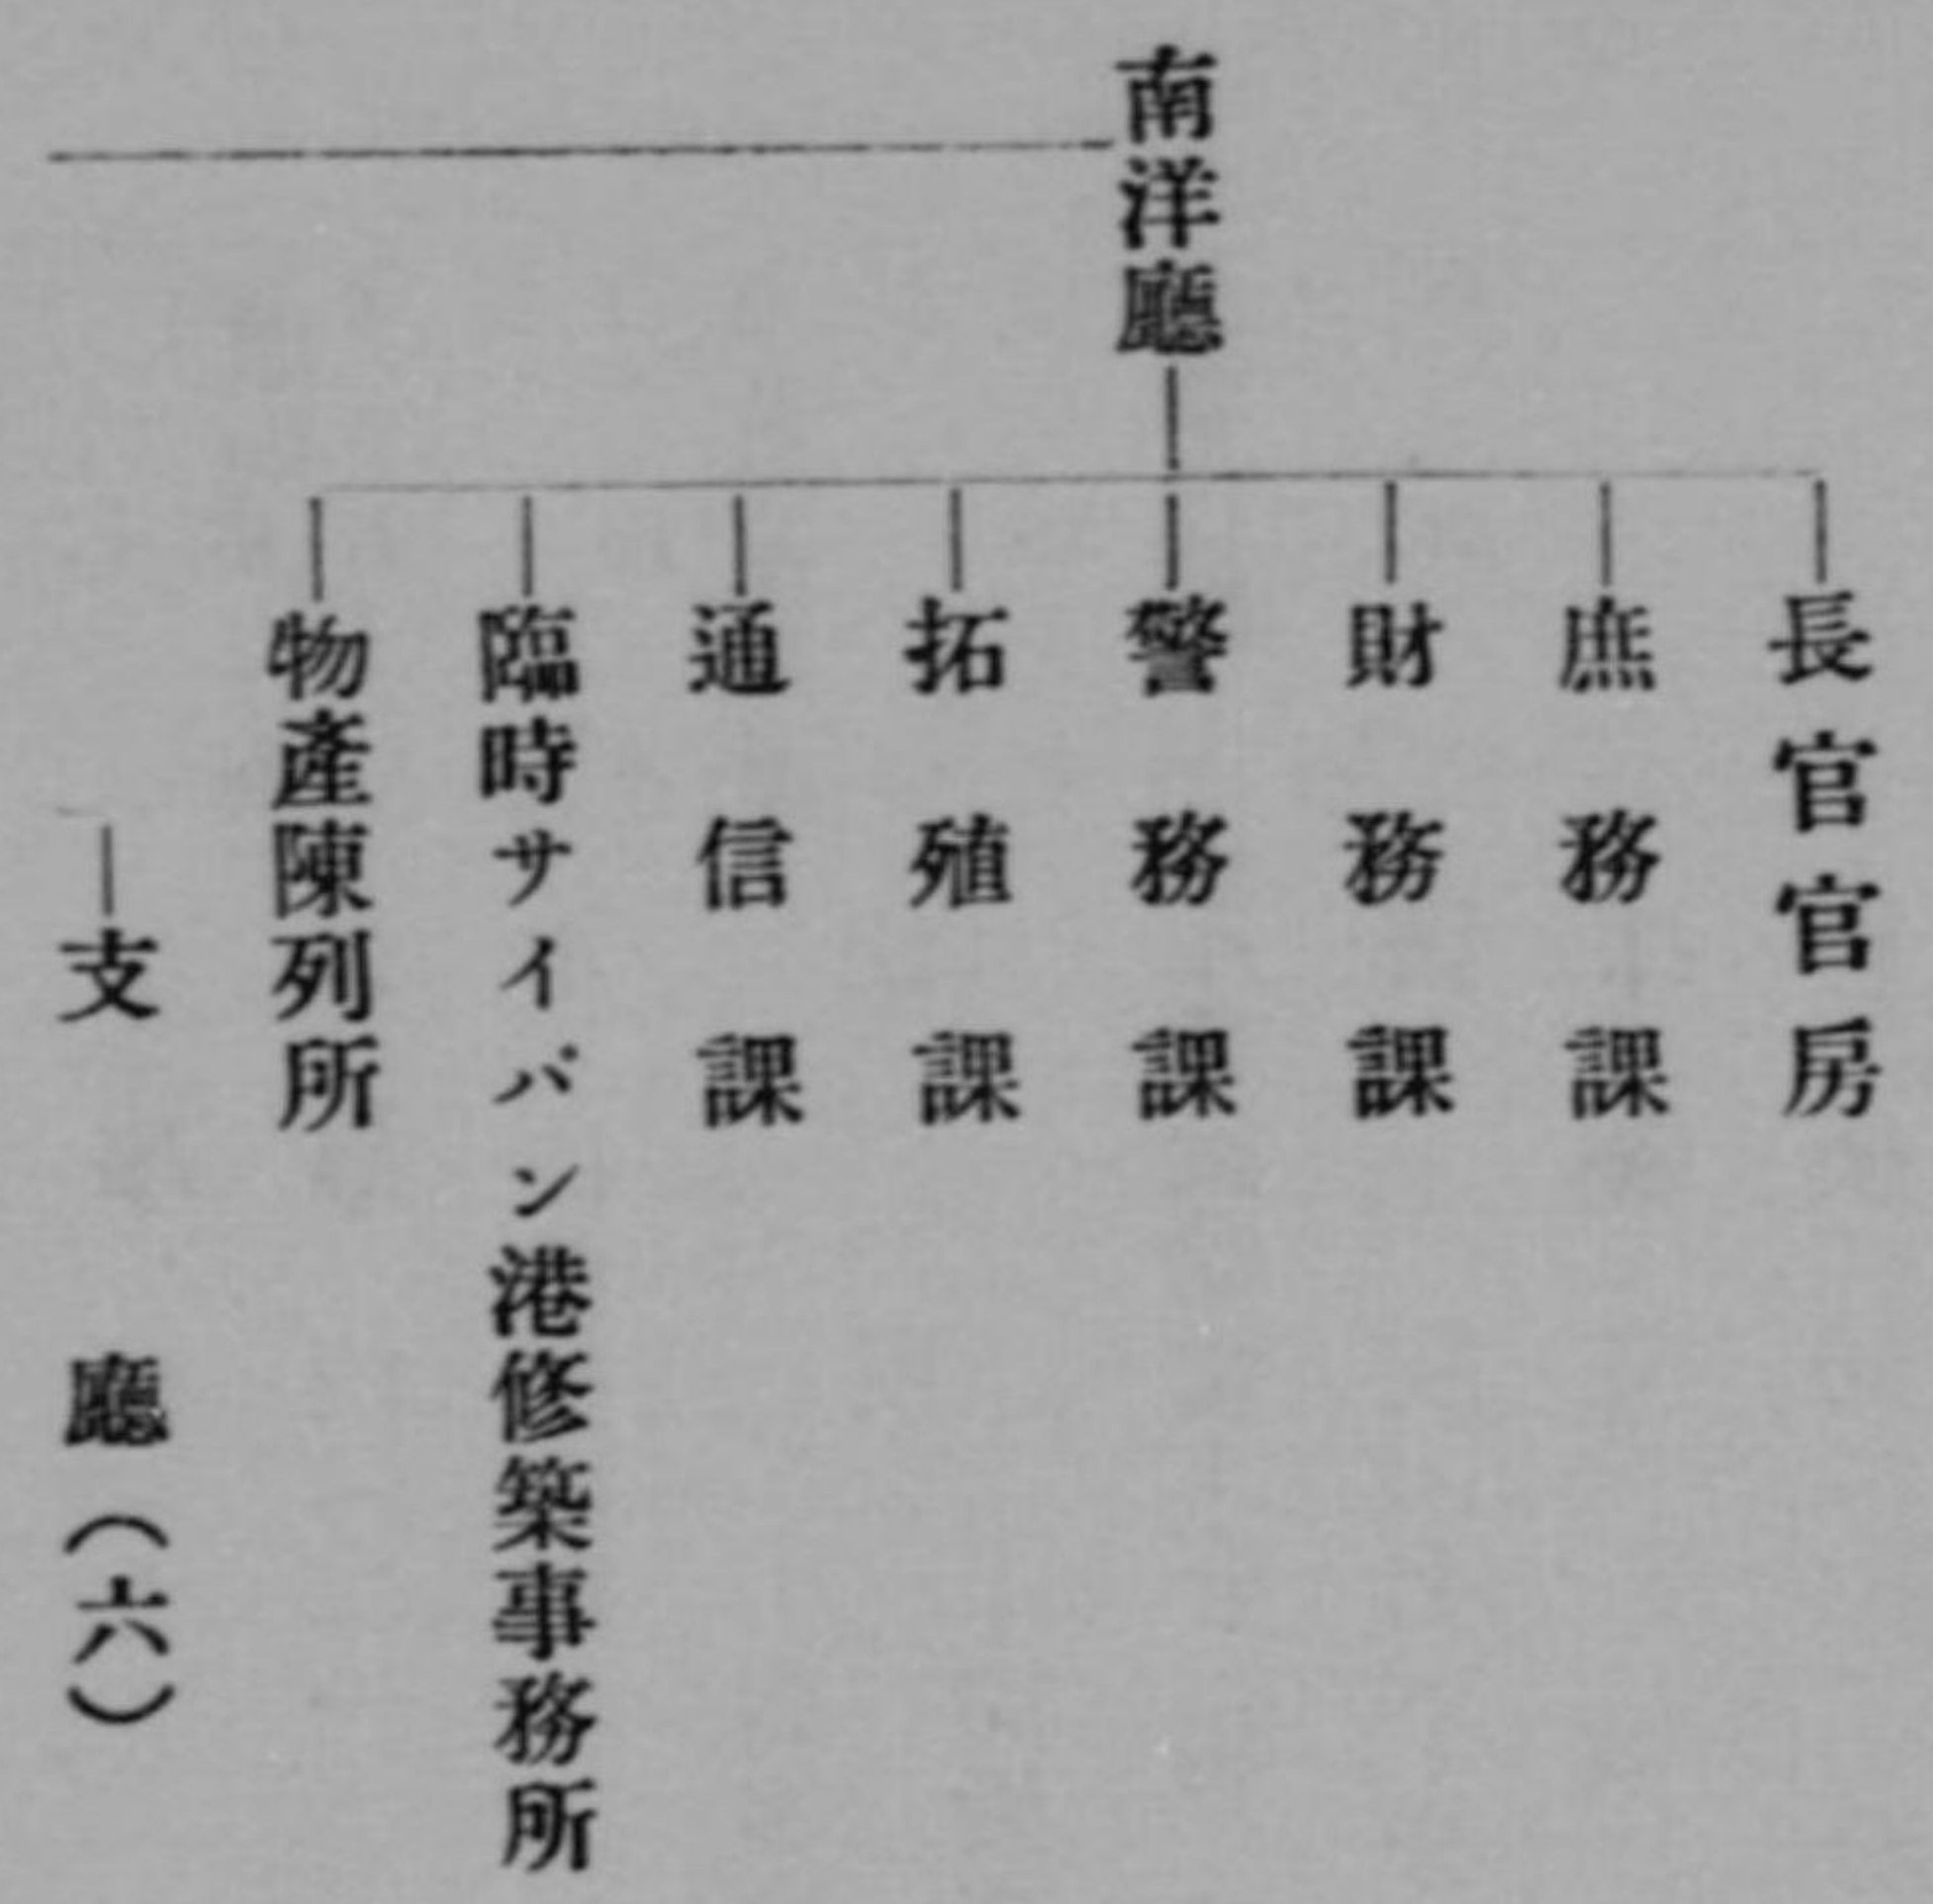 南洋廳
長官官房
庶務課
財務課
警務課
拓殖課
通信課
臨時サイパン港修築事務所
物產陳列所
支廳(六)